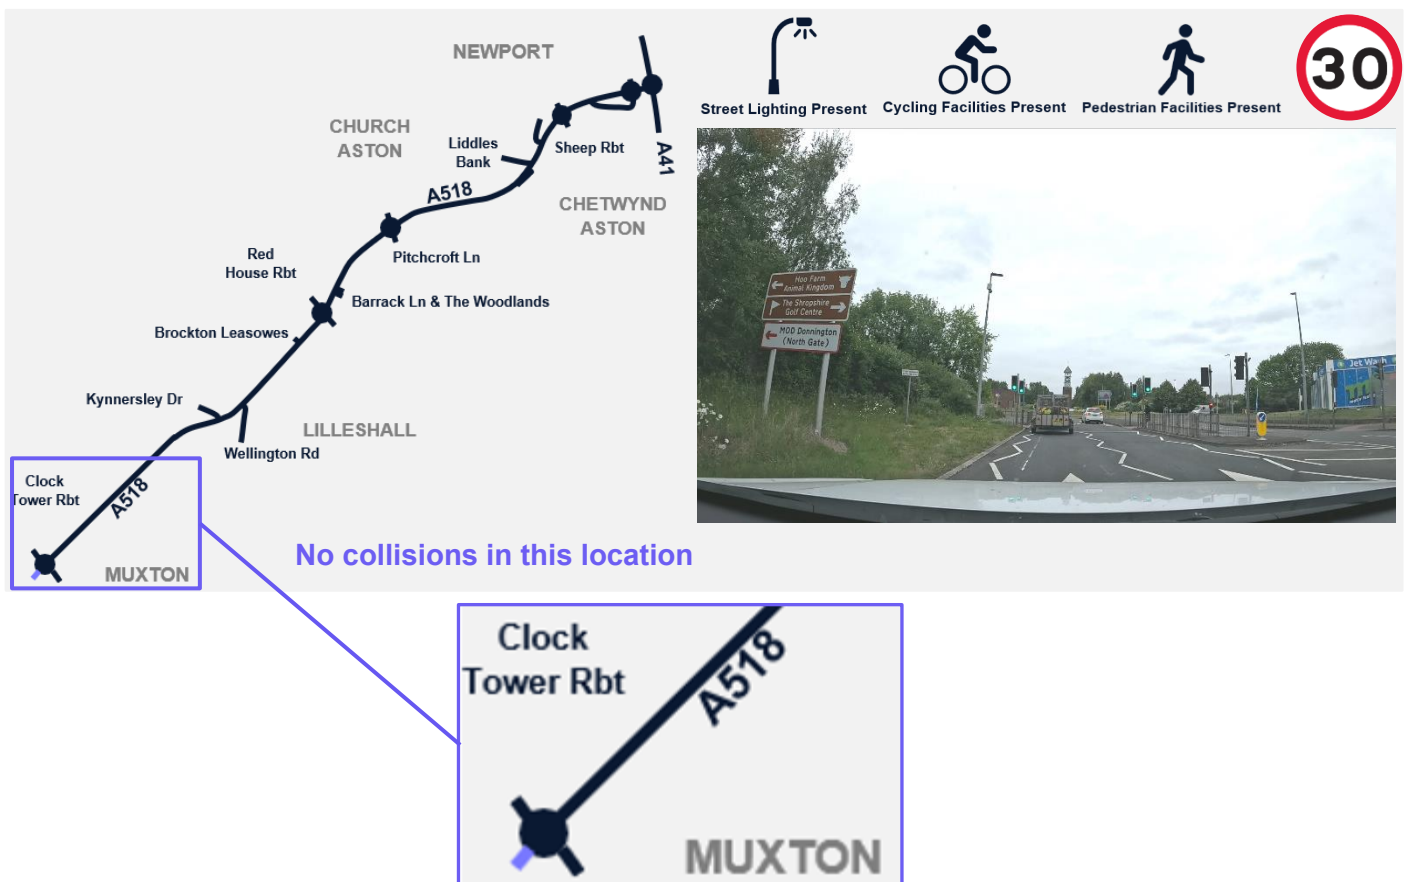 NEWPORT
CHURCH
ASTON
Liddles
Bank
Sheep Rbt
A41
A518
CHETWYND
ASTON
Red
House Rbt
Pitchcroft Ln
Barrack Ln & The Woodlands
Brockton Leasowes
Kynnersley Dr
LILLESHALL
Wellington Rd
Clock
Tower Rbt
A518
MUXTON
No collisions in this location
Street Lighting Present
Cycling Facilities Present
Pedestrian Facilities Present
30
Hoo Farm
Animal Kingdom
The Shropshire
Golf Centre
MOD Donnington
(North Gate)
Jet Wash
Clock
Tower Rbt
A518
MUXTON